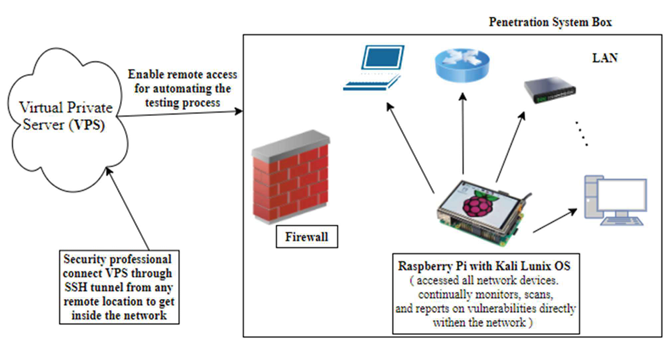 Penetration System Box
LAN
Enable remote access
for automating the
testing process
Virtual Private
Server (VPS)
Firewall
Security professional
connect VPS through
SSH tunnel from any
remote location to get
inside the network
Raspberry Pi with Kali Lunix OS
( accessed all network devices.
continually monitors, scans,
and reports on vulnerabilities directly
withen the network )